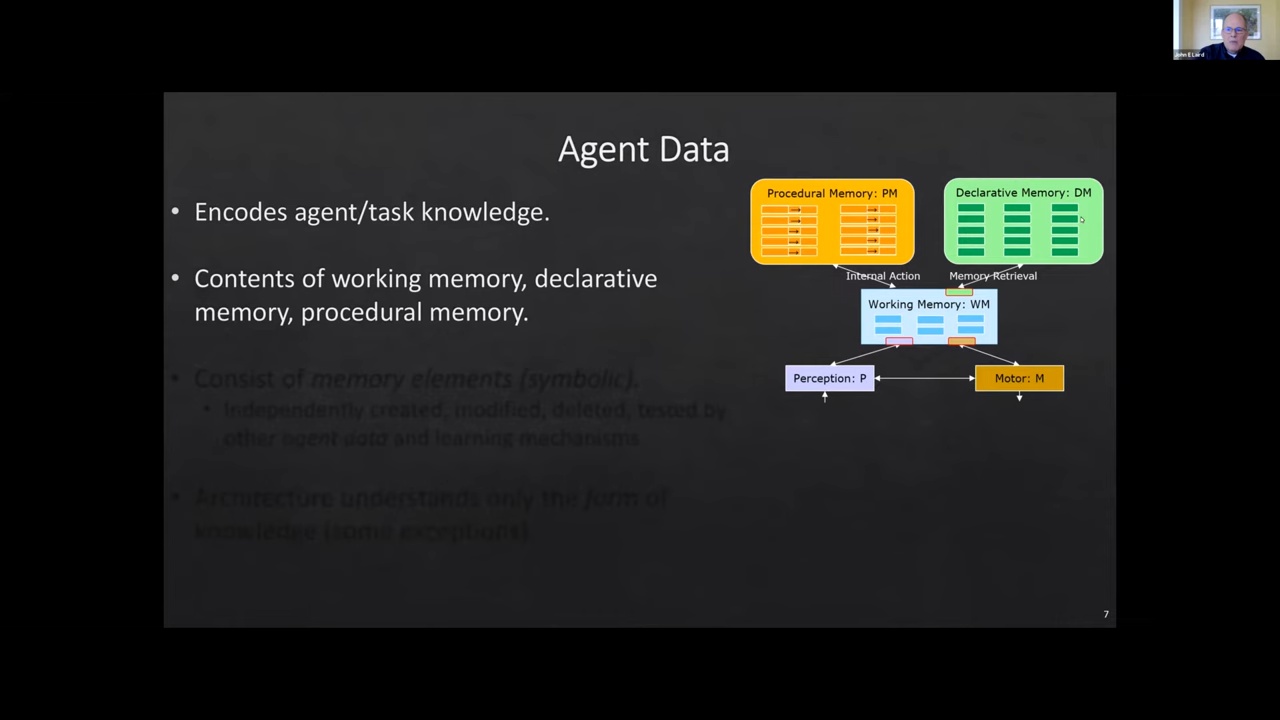 John E Laird
Agent Data
• Encodes agent/task knowledge.
• Contents of working memory, declarative
memory, procedural memory.
• Consist of memory elements (symbolic).
• Independently created, modified, deleted, tested by
other agent data and learning mechanisms
• Architecture understands only the form of
knowledge (some exceptions)
Procedural Memory: PM
Declarative Memory: DM
Internal Action
Memory Retrieval
Working Memory: WM
Perception: P
Motor: M
7